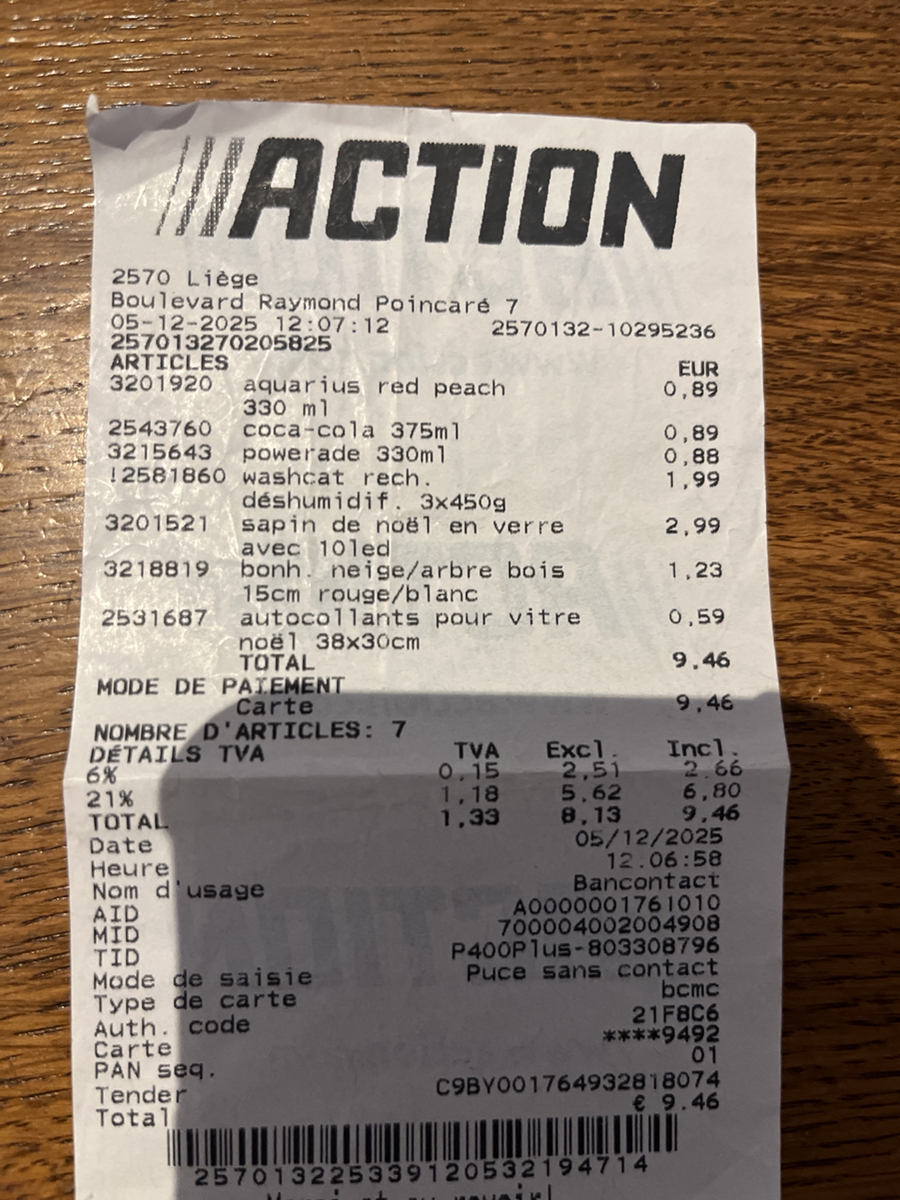 ACTION
2570 Liège
Boulevard Raymond Poincaré 7
05-12-2025 12:07:12 2570132-10295236
257013270205825
ARTICLES EUR
3201920 aquarius red peach 0,89
330 ml
2543760 coca-cola 375ml 0,89
3215643 powerade 330ml 0,88
!2581860 washcat rech. 1,99
déshumidif. 3x450g
3201521 sapin de noël en verre 2,99
avec 10led
3218819 bonh. neige/arbre bois 1,23
15cm rouge/blanc
2531687 autocollants pour vitre 0,59
noël 38x30cm
TOTAL 9,46
MODE DE PAIEMENT
Carte 9,46
NOMBRE D'ARTICLES: 7
DÉTAILS TVA TVA Excl. Incl.
6% 0,15 2,51 2,66
21% 1,18 5,62 6,80
TOTAL 1,33 8,13 9,46
Date 05/12/2025
Heure 12:06:58
Nom d'usage Bancontact
AID A0000001761010
MID 700004002004908
TID P400Plus-803308796
Mode de saisie Puce sans contact
Type de carte bcmc
Auth. code 21F8C6
Carte ****9492
PAN seq. 01
Tender C9BY001764932818074
Total € 9.46
257013225339120532194714
Merci et au revoir!